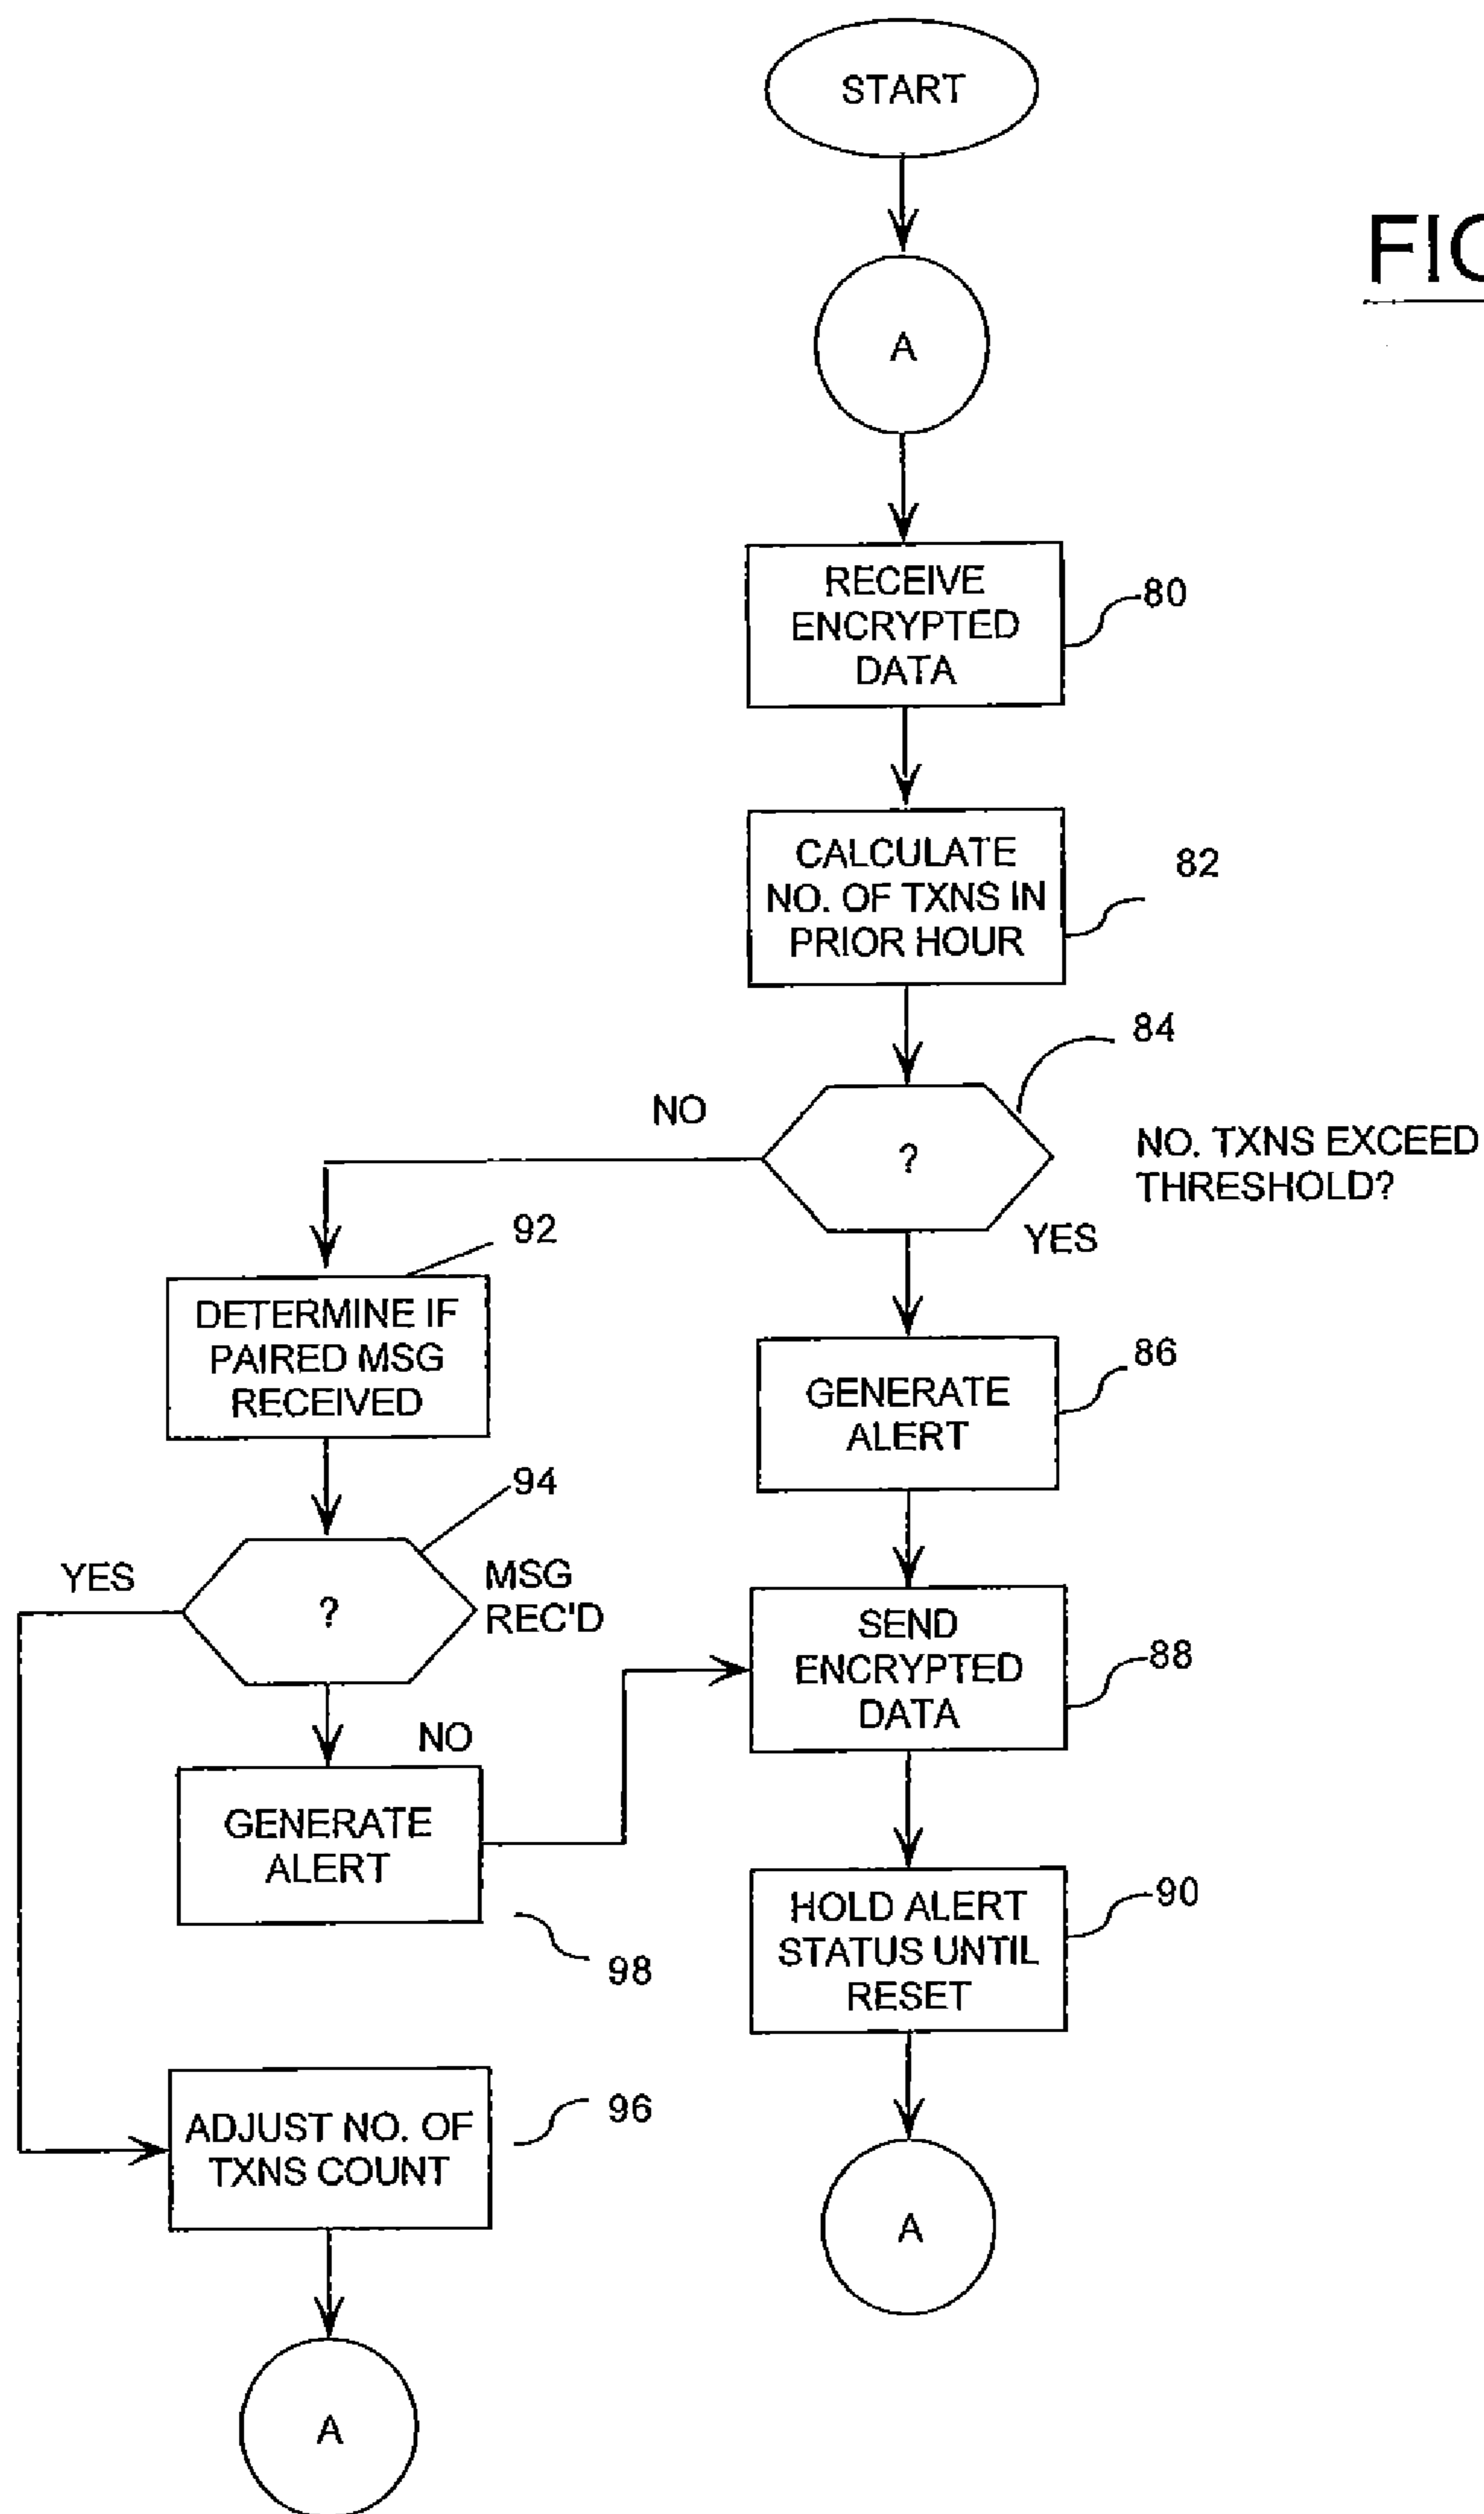 START
FIG
A
RECEIVE
ENCRYPTED
DATA
80
CALCULATE
NO. OF TXNS IN
PRIOR HOUR
82
84
NO
?
NO. TXNS EXCEED
THRESHOLD?
YES
92
DETERMINE IF
PAIRED MSG
RECEIVED
86
GENERATE
ALERT
94
YES
?
MSG
REC'D
SEND
ENCRYPTED
DATA
88
NO
GENERATE
ALERT
98
HOLD ALERT
STATUS UNTIL
RESET
90
ADJUST NO. OF
TXNS COUNT
96
A
A